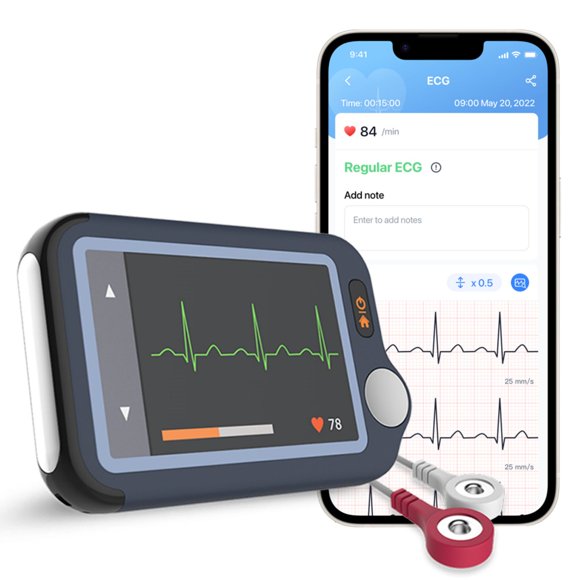 9:41
ECG
Time: 00:15:00
09:00 May 20, 2022
84 /min
Regular ECG
Add note
Enter to add notes
x 0.5
25 mm/s
25 mm/s
78